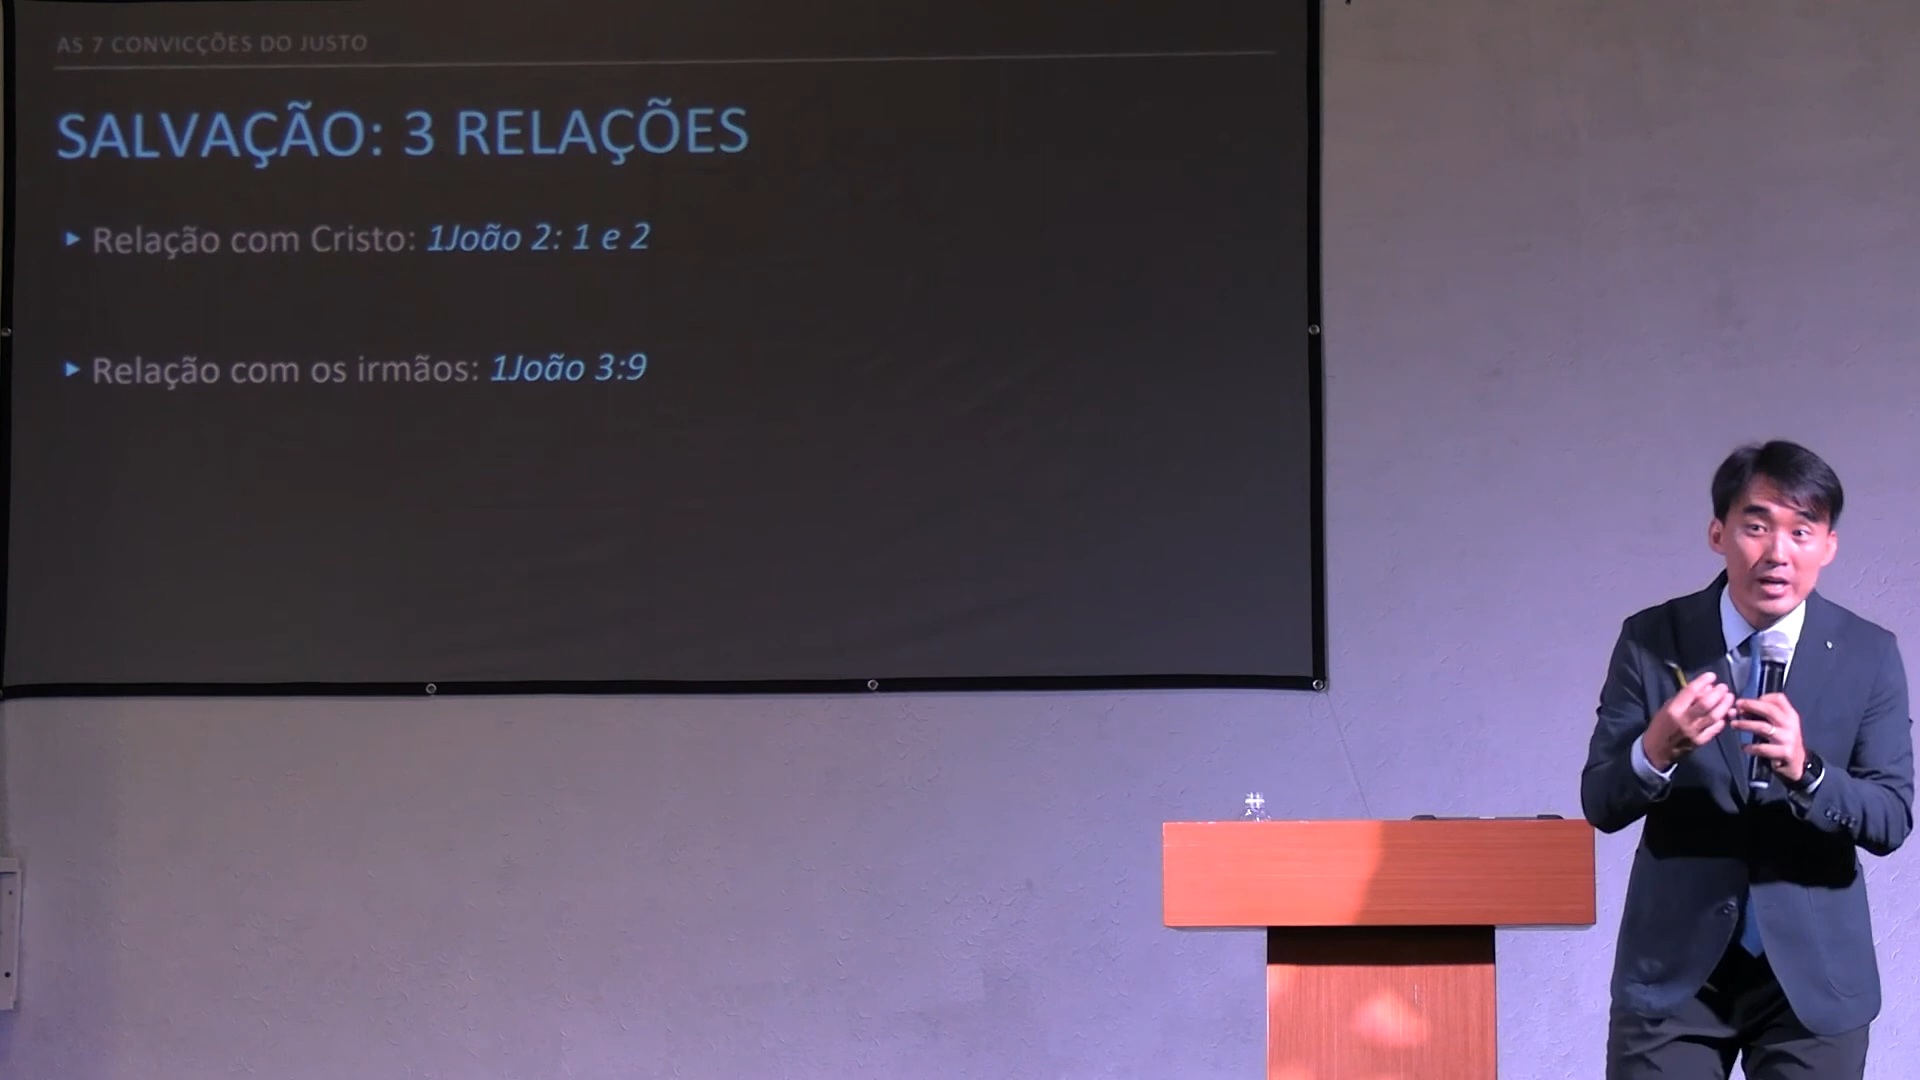 AS 7 CONVICÇÕES DO JUSTO
SALVAÇÃO: 3 RELAÇÕES
▸ Relação com Cristo: 1João 2: 1 e 2
▸ Relação com os irmãos: 1João 3:9